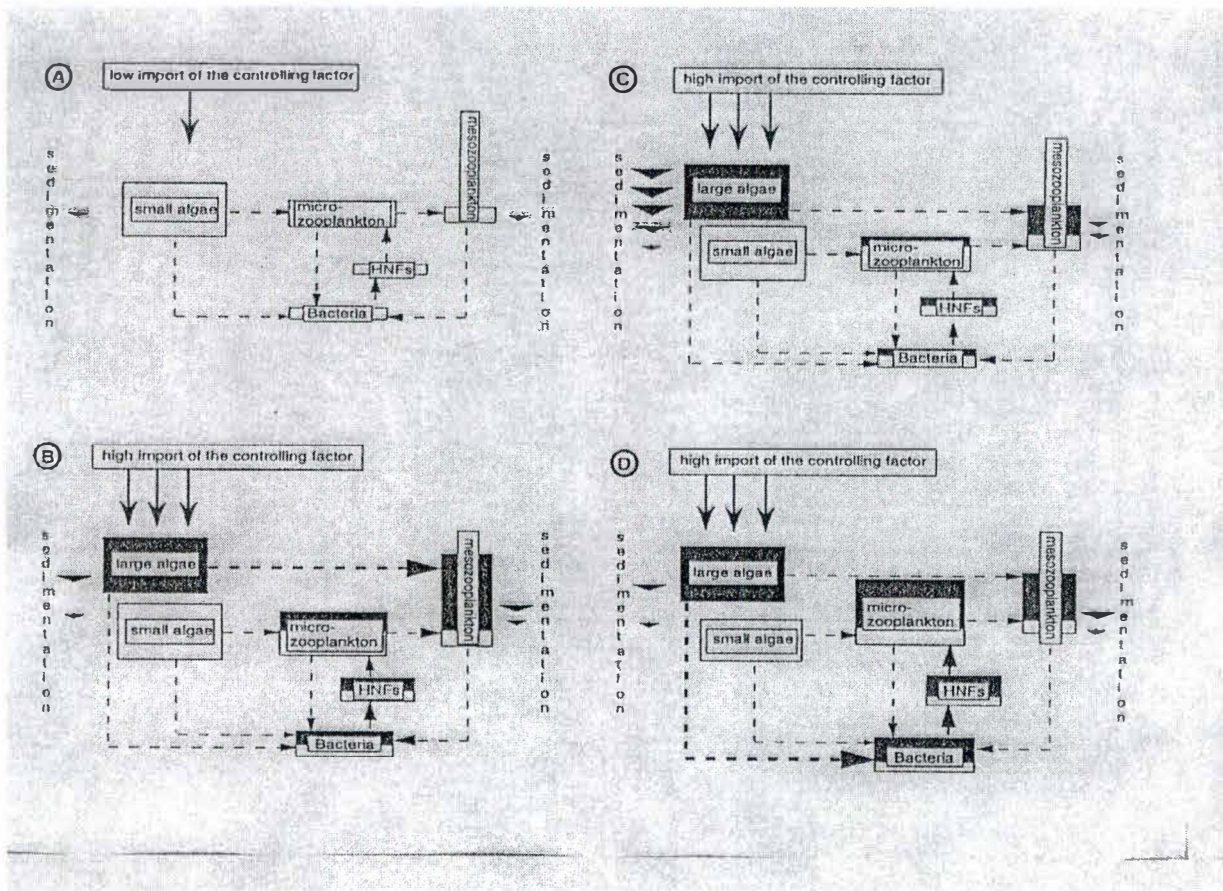 A
low import of the controlling factor
sedimentation
small algae
micro-
zooplankton
mesozooplankton
HNFs
Bacteria
sedimentation
C
high import of the controlling factor
sedimentation
large algae
small algae
micro-
zooplankton
mesozooplankton
HNFs
Bacteria
sedimentation
B
high import of the controlling factor
sedimentation
large algae
small algae
micro-
zooplankton
mesozooplankton
HNFs
Bacteria
sedimentation
D
high import of the controlling factor
sedimentation
large algae
small algae
micro-
zooplankton
mesozooplankton
HNFs
Bacteria
sedimentation